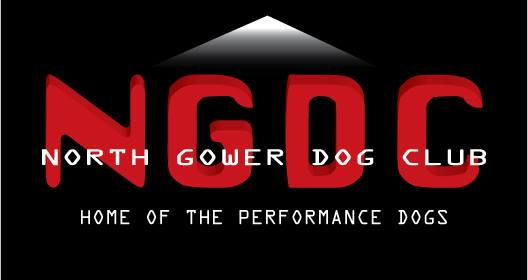 NGDC
NORTH GOWER DOG CLUB
HOME OF THE PERFORMANCE DOGS